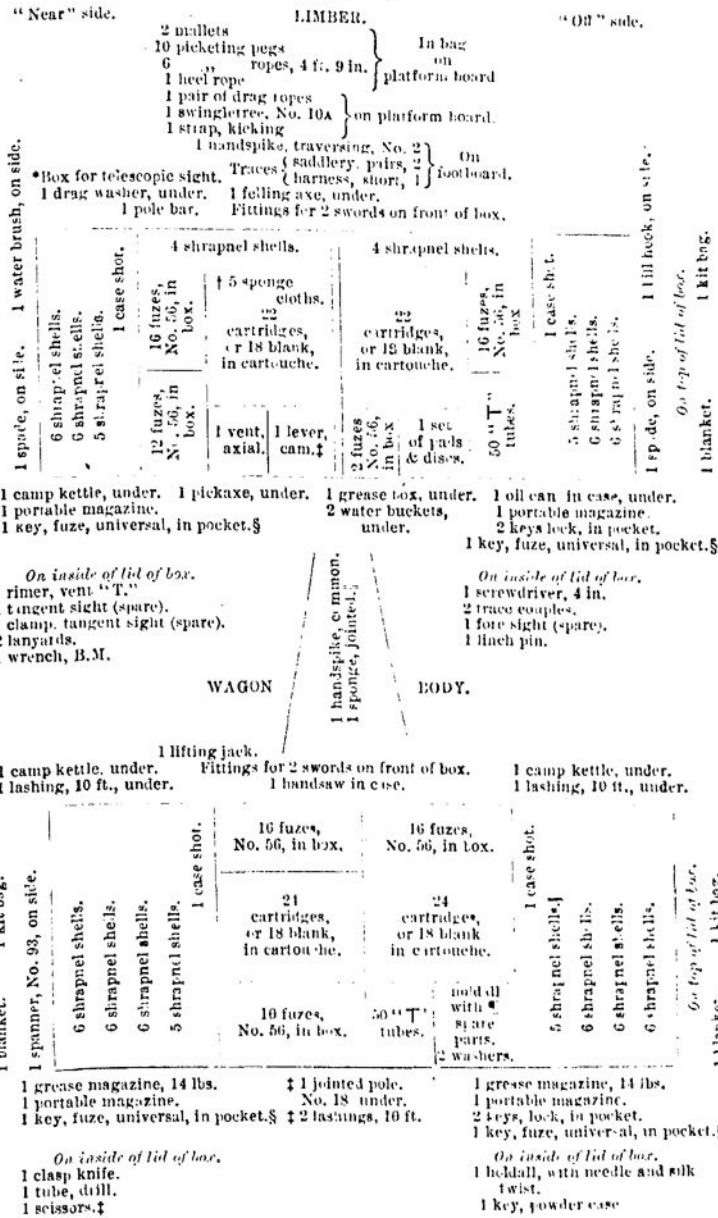 "Near" side.
LIMBER.
"Off" side.
2 mallets
10 picketing pegs
6 „ ropes, 4 ft. 9 in.
1 heel rope
In bag
on
platform board
1 pair of drag ropes
1 swingletree, No. 10A
1 strap, kicking
on platform board.
1 handspike, traversing, No. 2
Traces
saddlery, pairs, 2
harness, short, 1
On
footboard.
*Box for telescopic sight.
1 drag washer, under.
1 felling axe, under.
1 pole bar.
Fittings for 2 swords on front of box.
1 spade, on side.
1 water brush, on side.
6 shrapnel shells.
6 shrapnel shells.
5 shrapnel shells.
1 case shot.
4 shrapnel shells.
16 fuzes,
No. 56, in
box.
† 5 sponge
cloths.
cartridges,
or 18 blank,
in cartouche.
12 fuzes,
No. 56, in
box.
1 vent,
axial.
1 lever,
cam.‡
4 shrapnel shells.
cartridges,
or 18 blank,
in cartouche.
16 fuzes,
No. 56, in
box
2 fuzes
No. 56,
in box
1 set
of pads
& discs.
50 "T"
tubes.
1 case shot.
5 shrapnel shells.
6 shrapnel shells.
6 shrapnel shells.
1 spade, on side.
1 bill hook, on side.
On top of lid of box.
1 blanket.
1 kit bag.
1 camp kettle, under.
1 portable magazine.
1 key, fuze, universal, in pocket.§
1 pickaxe, under.
1 grease box, under.
2 water buckets,
under.
1 oil can in case, under.
1 portable magazine.
2 keys lock, in pocket.
1 key, fuze, universal, in pocket.§
On inside of lid of box.
rimer, vent "T."
tangent sight (spare).
clamp, tangent sight (spare).
2 lanyards.
wrench, B.M.
On inside of lid of box.
1 screwdriver, 4 in.
2 trace couples.
1 fore sight (spare).
1 linch pin.
1 handspike, common.
1 sponge, jointed.§
WAGON
BODY.
1 lifting jack.
1 camp kettle, under.
1 lashing, 10 ft., under.
Fittings for 2 swords on front of box.
1 handsaw in case.
1 camp kettle, under.
1 lashing, 10 ft., under.
1 blanket.
1 kit bag.
1 spanner, No. 93, on side.
6 shrapnel shells.
6 shrapnel shells.
6 shrapnel shells.
5 shrapnel shells.
1 case shot.
16 fuzes,
No. 56, in box.
24
cartridges,
or 18 blank,
in cartouche.
10 fuzes,
No. 56, in box.
16 fuzes,
No. 56, in box.
24
cartridges,
or 18 blank
in cartouche.
50 "T"
tubes.
holdall
with ¶
spare
parts.
2 washers.
1 case shot.
5 shrapnel shells.§
6 shrapnel shells.
6 shrapnel shells.
6 shrapnel shells.
On top of lid of box.
1 blanket.
1 kit bag.
1 grease magazine, 14 lbs.
1 portable magazine.
1 key, fuze, universal, in pocket.§
‡ 1 jointed pole.
No. 18 under.
‡ 2 lashings, 10 ft.
1 grease magazine, 14 lbs.
1 portable magazine.
2 keys, lock, in pocket.
1 key, fuze, universal, in pocket.
On inside of lid of box.
1 clasp knife.
1 tube, drill.
1 scissors.‡
On inside of lid of box.
1 holdall, with needle and silk
twist.
1 key, powder case